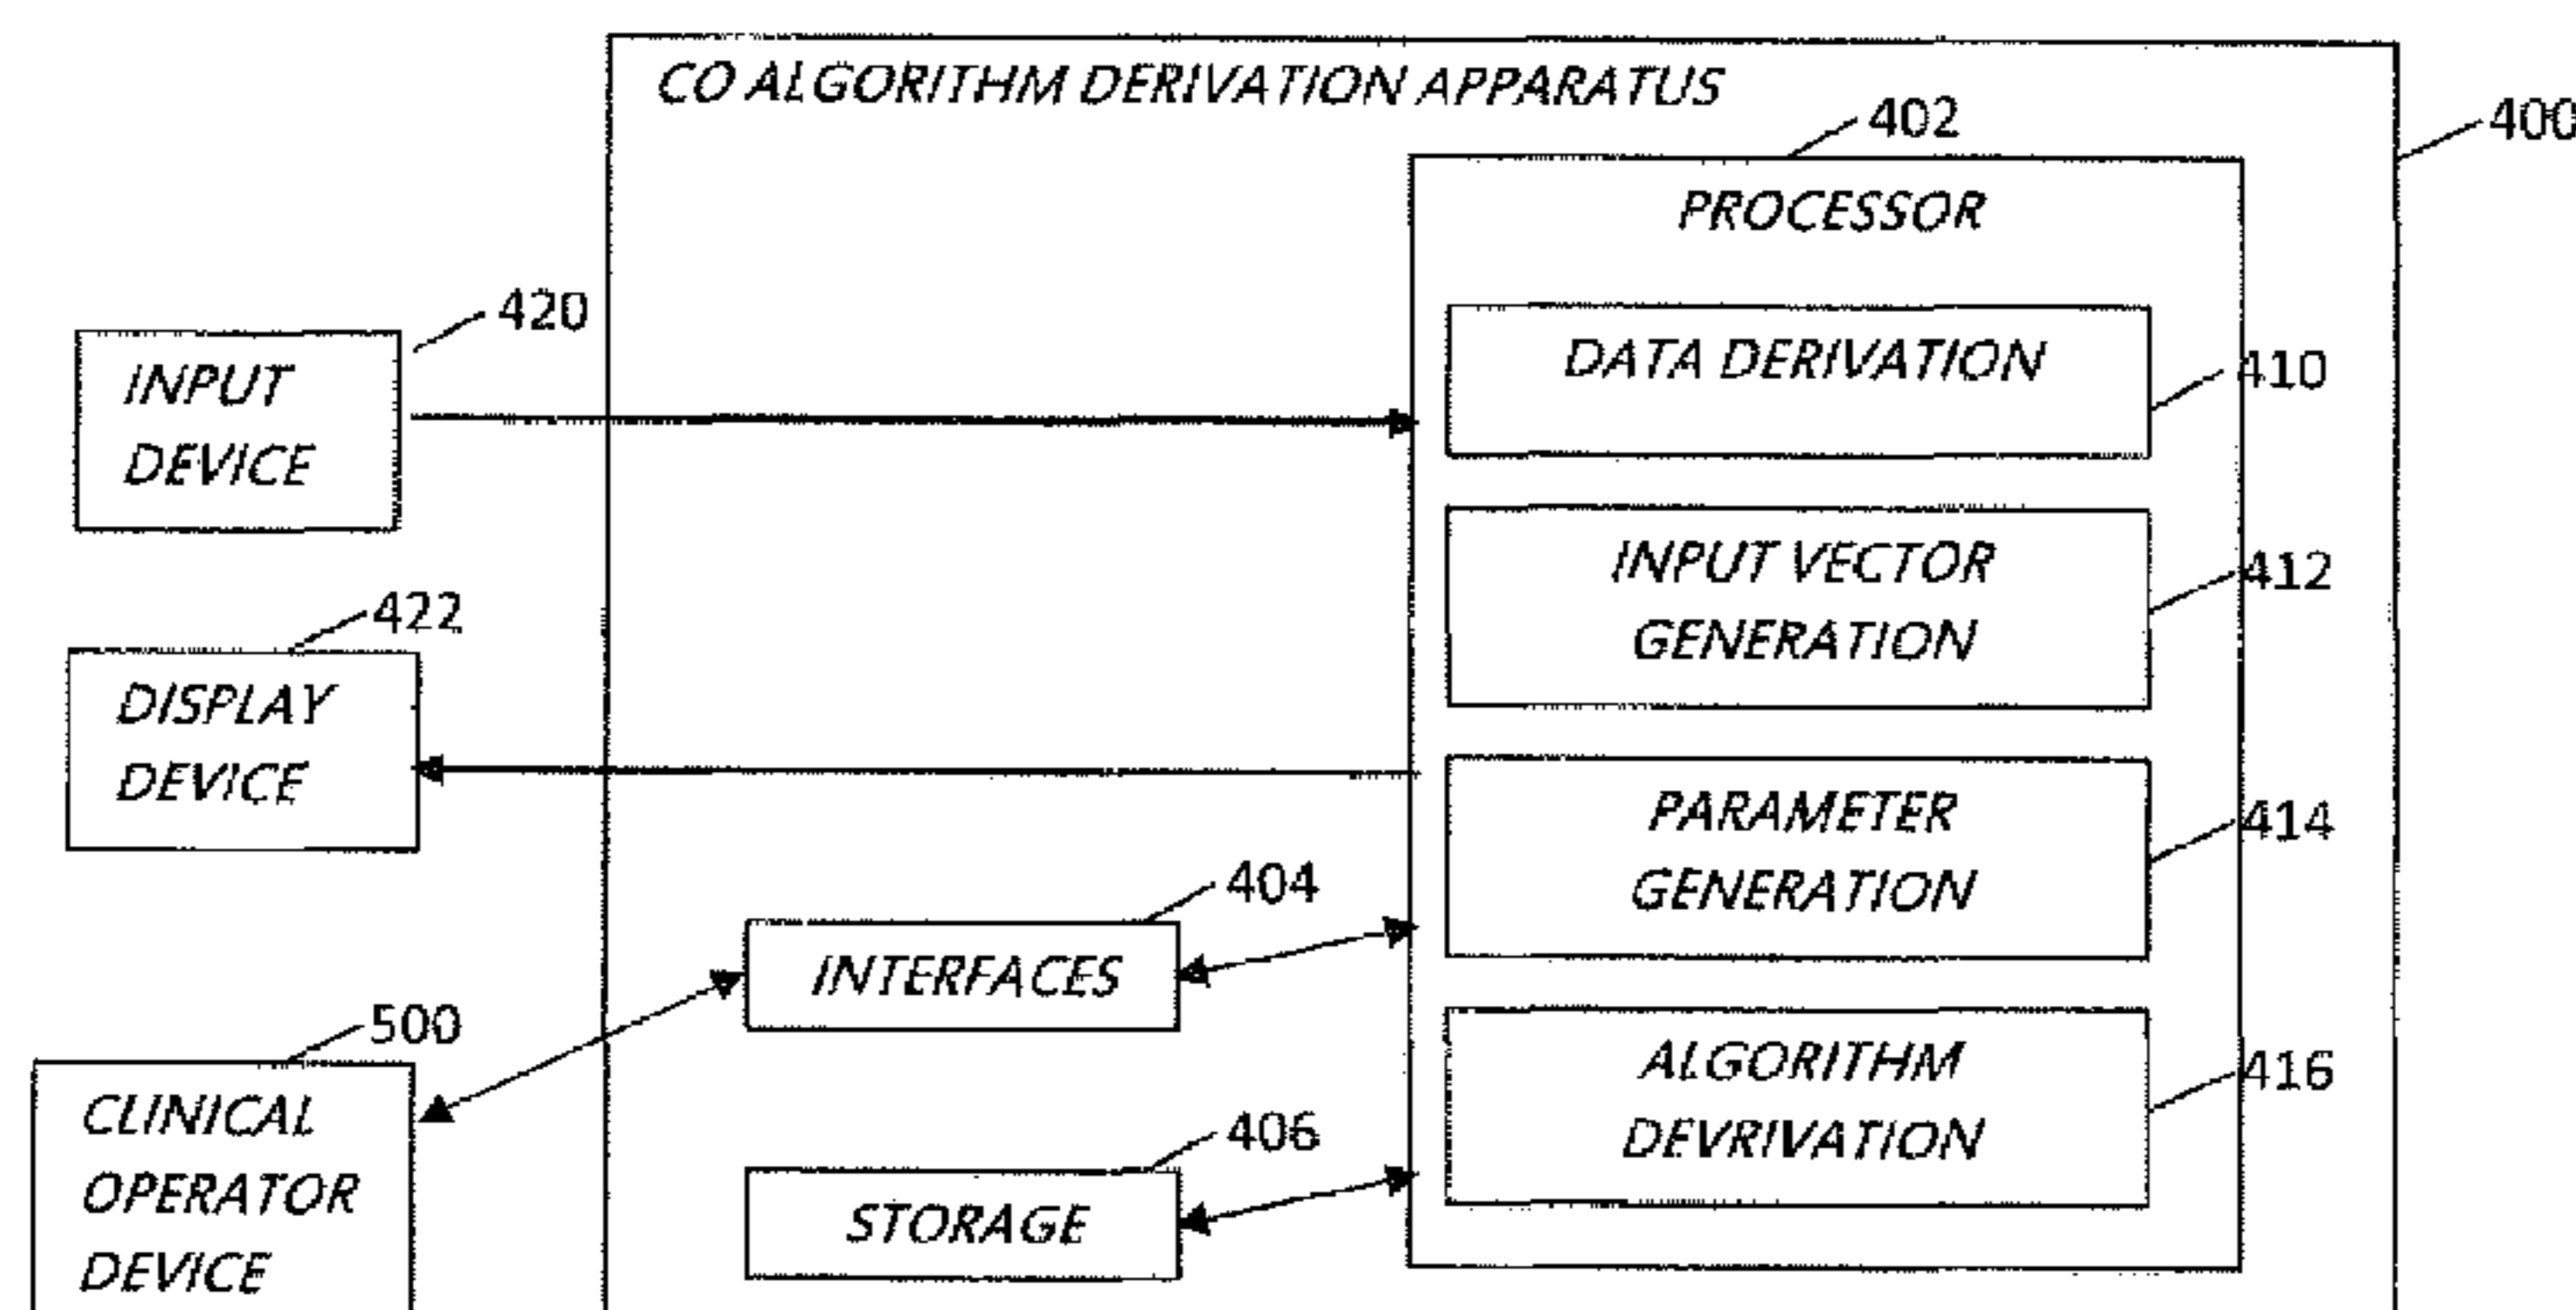 CO ALGORITHM DERIVATION APPARATUS
400
402
PROCESSOR
420
INPUT
DEVICE
DATA DERIVATION
410
INPUT VECTOR
GENERATION
412
422
DISPLAY
DEVICE
PARAMETER
GENERATION
414
404
INTERFACES
500
CLINICAL
OPERATOR
DEVICE
ALGORITHM
DEVRIVATION
416
406
STORAGE